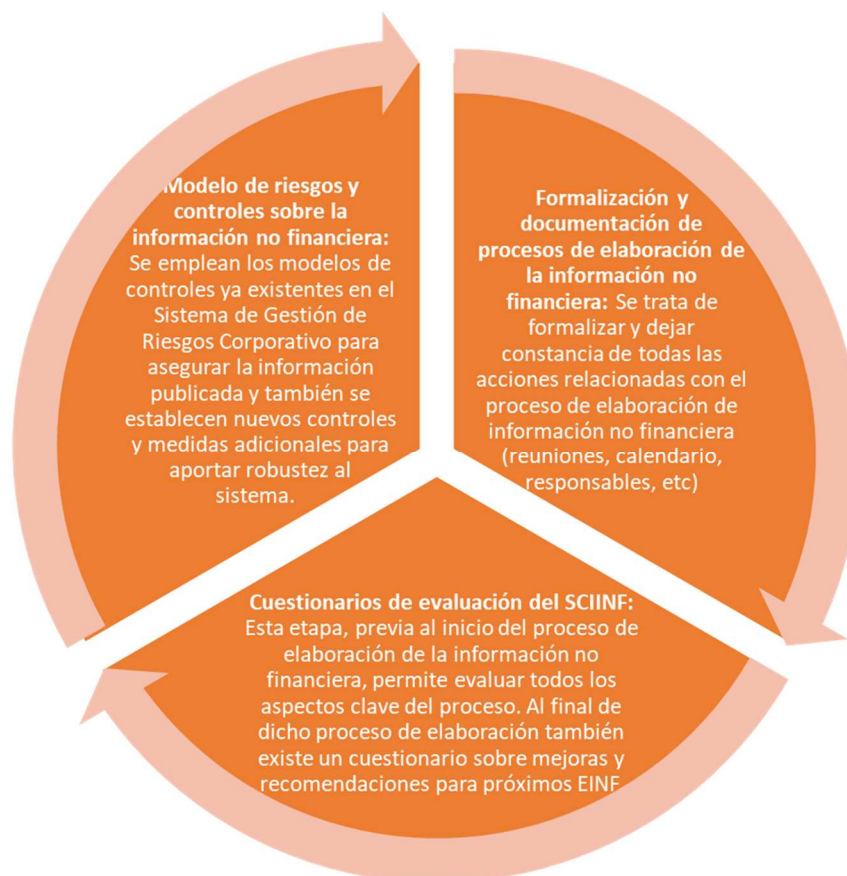 Modelo de riesgos y
controles sobre la
información no financiera:
Se emplean los modelos de
controles ya existentes en el
Sistema de Gestión de
Riesgos Corporativo para
asegurar la información
publicada y también se
establecen nuevos controles
y medidas adicionales para
aportar robustez al
sistema.
Formalización y
documentación de
procesos de elaboración de
la información no
financiera: Se trata de
formalizar y dejar
constancia de todas las
acciones relacionadas con el
proceso de elaboración de
información no financiera
(reuniones, calendario,
responsables, etc)
Cuestionarios de evaluación del SCIINF:
Esta etapa, previa al inicio del proceso de
elaboración de la información no
financiera, permite evaluar todos los
aspectos clave del proceso. Al final de
dicho proceso de elaboración también
existe un cuestionario sobre mejoras y
recomendaciones para próximos EINF